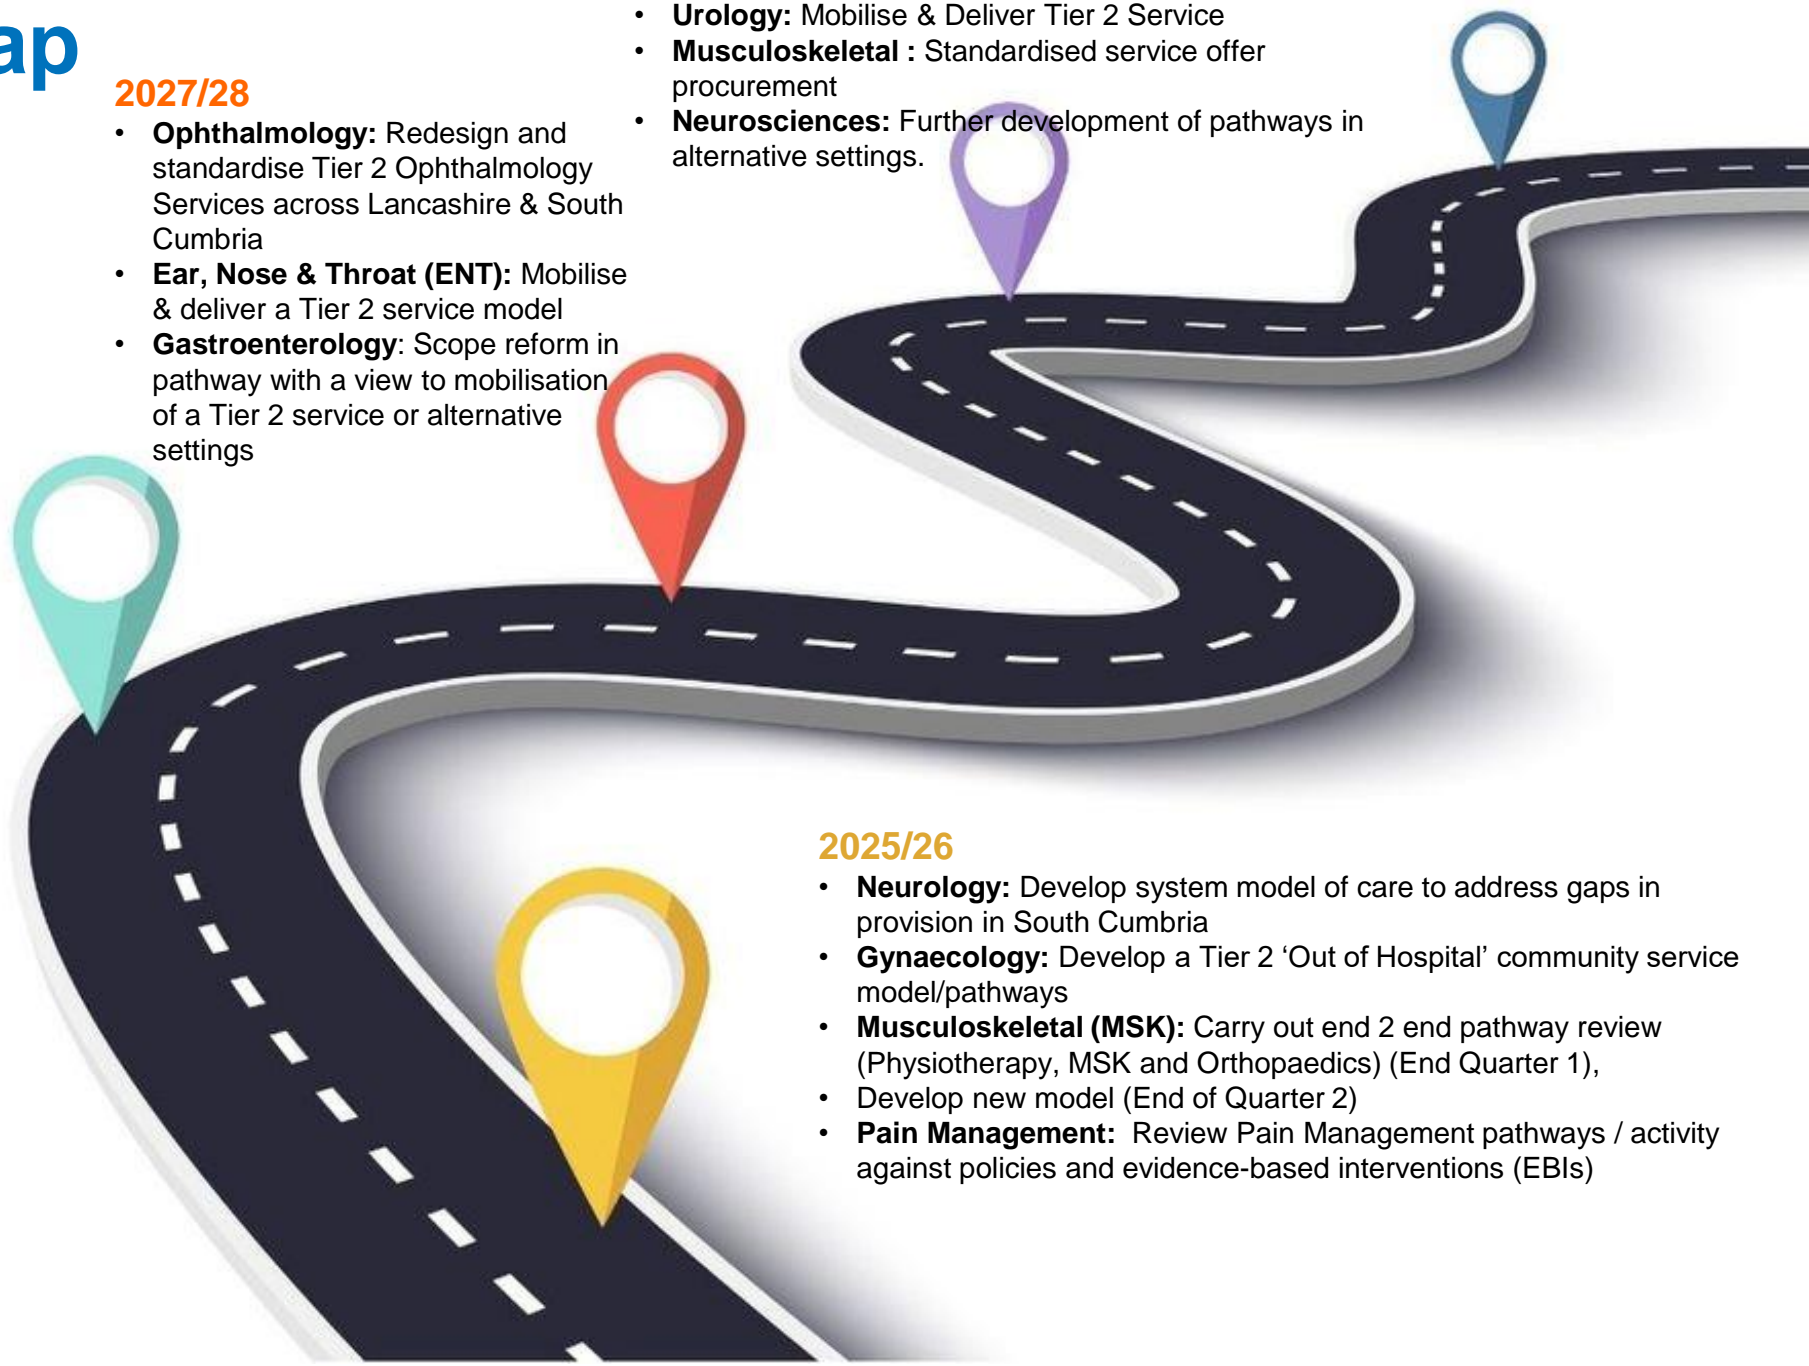 ap
• Urology: Mobilise & Deliver Tier 2 Service
• Musculoskeletal : Standardised service offer
procurement
• Neurosciences: Further development of pathways in
alternative settings.
2027/28
• Ophthalmology: Redesign and
standardise Tier 2 Ophthalmology
Services across Lancashire & South
Cumbria
• Ear, Nose & Throat (ENT): Mobilise
& deliver a Tier 2 service model
• Gastroenterology: Scope reform in
pathway with a view to mobilisation
of a Tier 2 service or alternative
settings
2025/26
• Neurology: Develop system model of care to address gaps in
provision in South Cumbria
• Gynaecology: Develop a Tier 2 ‘Out of Hospital’ community service
model/pathways
• Musculoskeletal (MSK): Carry out end 2 end pathway review
(Physiotherapy, MSK and Orthopaedics) (End Quarter 1),
• Develop new model (End of Quarter 2)
• Pain Management: Review Pain Management pathways / activity
against policies and evidence-based interventions (EBIs)